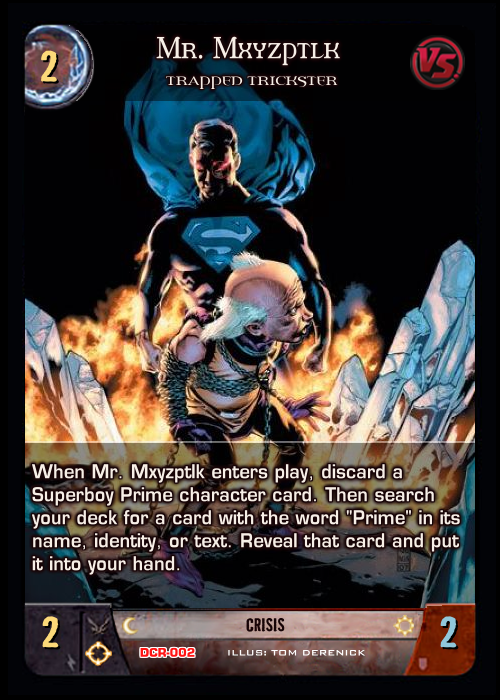 2
Mr. Mxyzptlk
VS.
TRAPPED TRICKSTER
When Mr. Mxyzptlk enters play, discard a
Superboy Prime character card. Then search
your deck for a card with the word "Prime" in its
name, identity, or text. Reveal that card and put
it into your hand.
2
CRISIS
2
DCR-002
ILLUS: TOM DERENICK